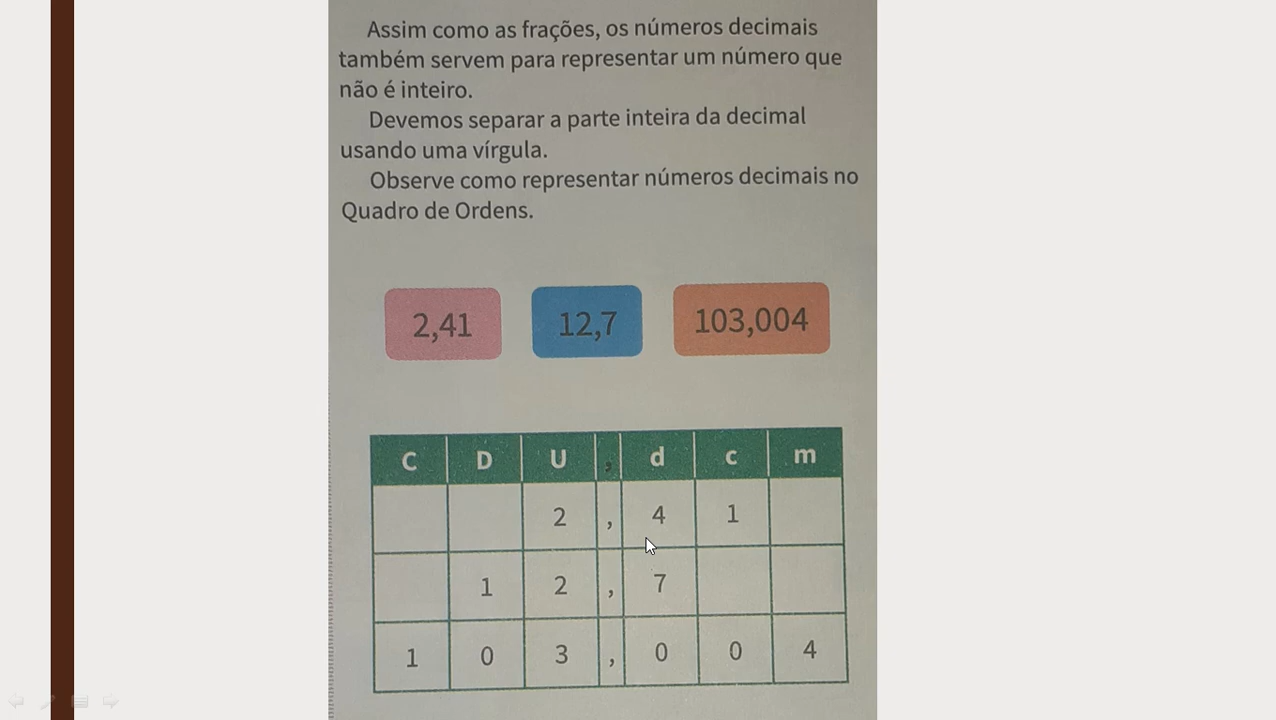 Assim como as frações, os números decimais
também servem para representar um número que
não é inteiro.
Devemos separar a parte inteira da decimal
usando uma vírgula.
Observe como representar números decimais no
Quadro de Ordens.
2,41 12,7 103,004
C D U , d c m
2 , 4 1
1 2 , 7
1 0 3 , 0 0 4